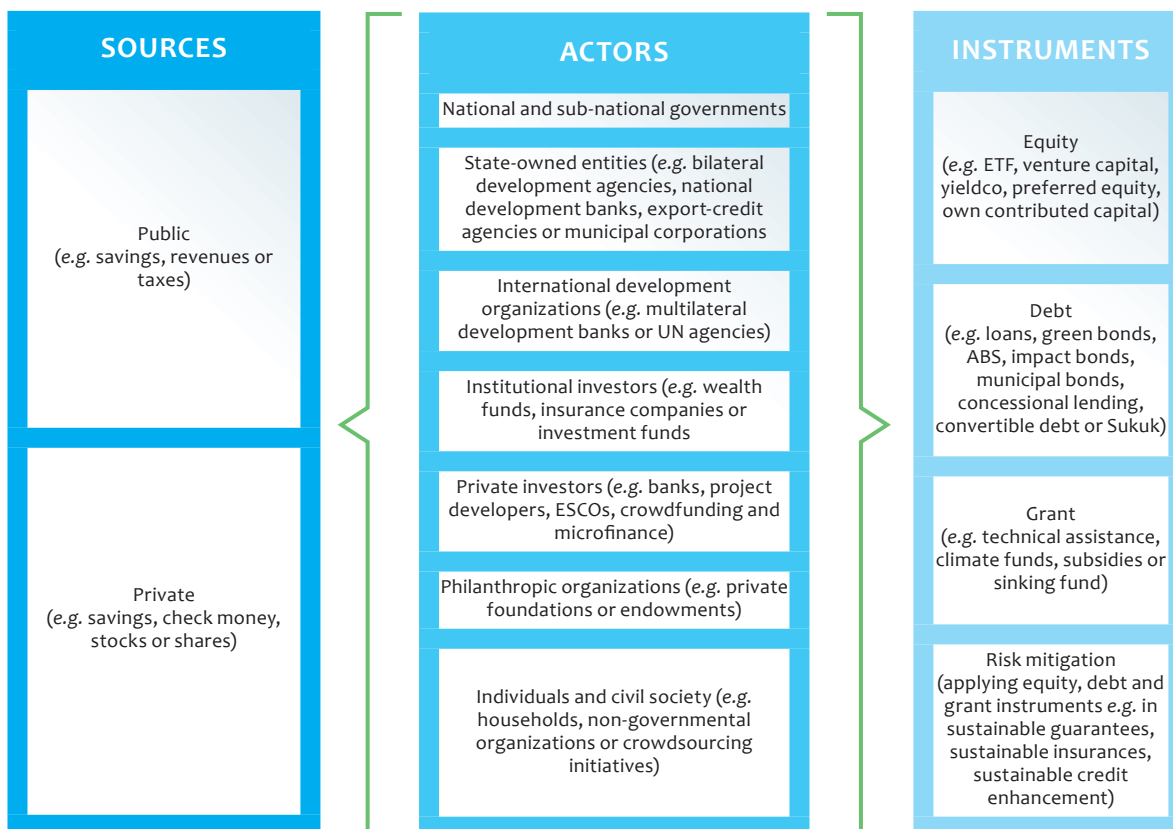 SOURCES
Public
(e.g. savings, revenues or
taxes)
Private
(e.g. savings, check money,
stocks or shares)
ACTORS
National and sub-national governments
State-owned entities (e.g. bilateral
development agencies, national
development banks, export-credit
agencies or municipal corporations
International development
organizations (e.g. multilateral
development banks or UN agencies)
Institutional investors (e.g. wealth
funds, insurance companies or
investment funds
Private investors (e.g. banks, project
developers, ESCOs, crowdfunding and
microfinance)
Philanthropic organizations (e.g. private
foundations or endowments)
Individuals and civil society (e.g.
households, non-governmental
organizations or crowdsourcing
initiatives)
INSTRUMENTS
Equity
(e.g. ETF, venture capital,
yieldco, preferred equity,
own contributed capital)
Debt
(e.g. loans, green bonds,
ABS, impact bonds,
municipal bonds,
concessional lending,
convertible debt or Sukuk)
Grant
(e.g. technical assistance,
climate funds, subsidies or
sinking fund)
Risk mitigation
(applying equity, debt and
grant instruments e.g. in
sustainable guarantees,
sustainable insurances,
sustainable credit
enhancement)